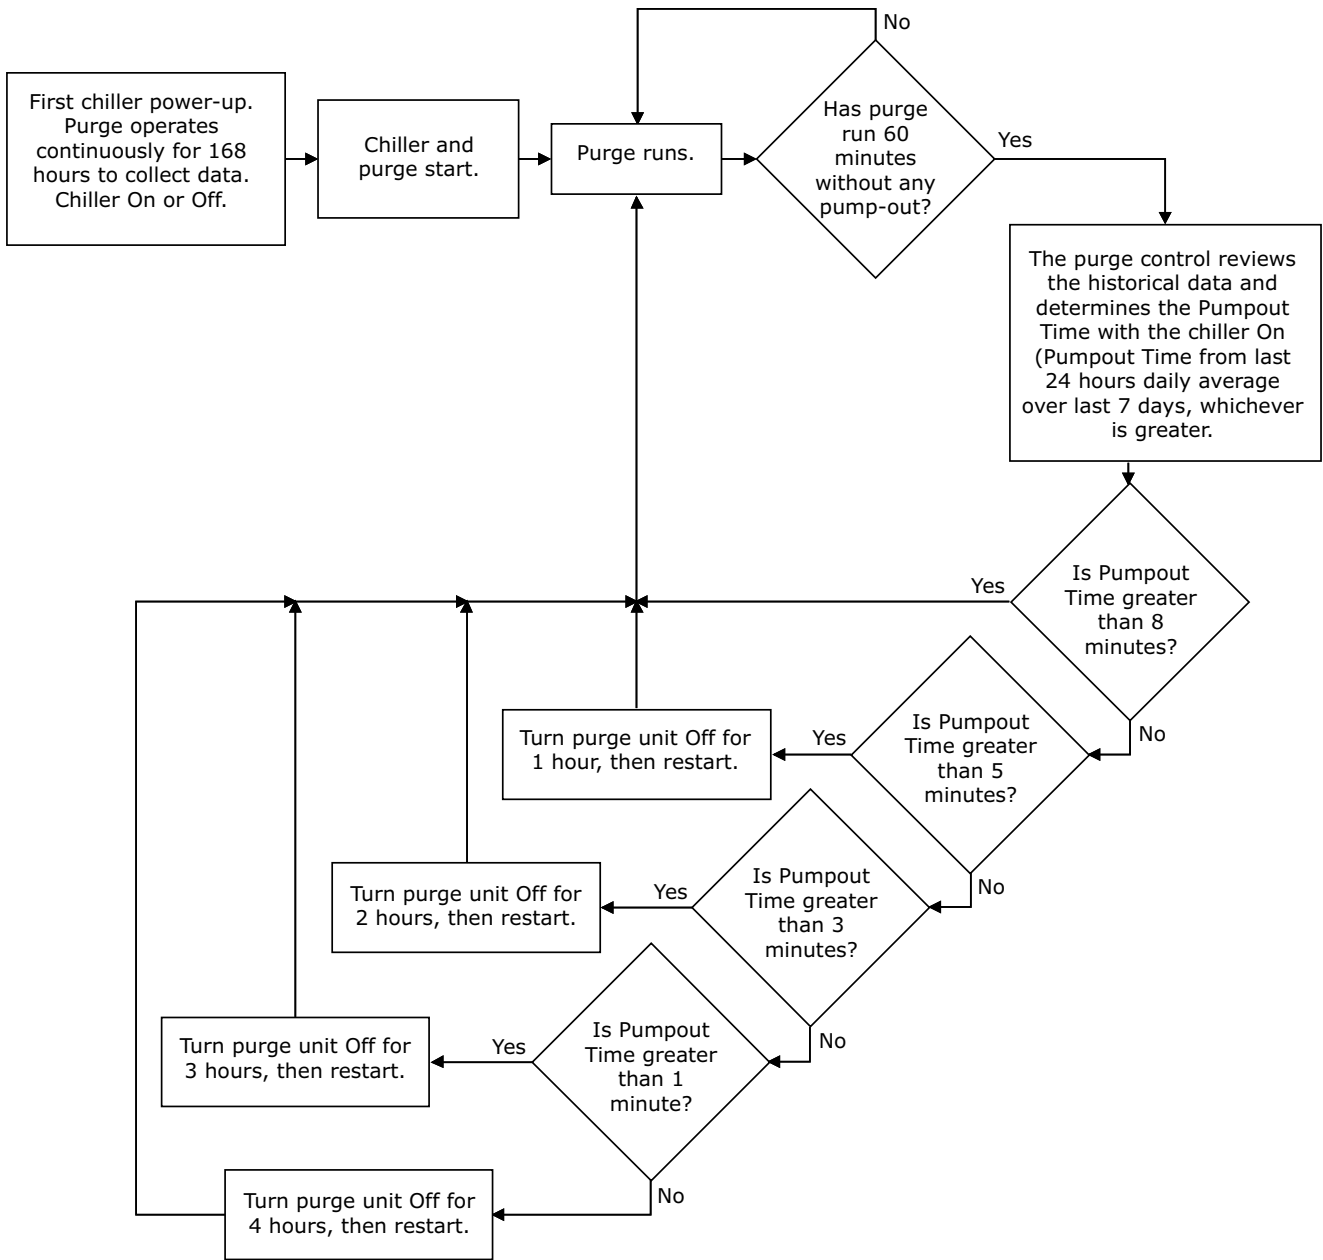 No
First chiller power-up.
Purge operates
continuously for 168
hours to collect data.
Chiller On or Off.
Chiller and
purge start.
Purge runs.
Has purge
run 60
minutes
without any
pump-out?
Yes
The purge control reviews
the historical data and
determines the Pumpout
Time with the chiller On
(Pumpout Time from last
24 hours daily average
over last 7 days, whichever
is greater.
Yes
Is Pumpout
Time greater
than 8
minutes?
No
Turn purge unit Off for
1 hour, then restart.
Yes
Is Pumpout
Time greater
than 5
minutes?
No
Turn purge unit Off for
2 hours, then restart.
Yes
Is Pumpout
Time greater
than 3
minutes?
No
Turn purge unit Off for
3 hours, then restart.
Yes
Is Pumpout
Time greater
than 1
minute?
No
Turn purge unit Off for
4 hours, then restart.